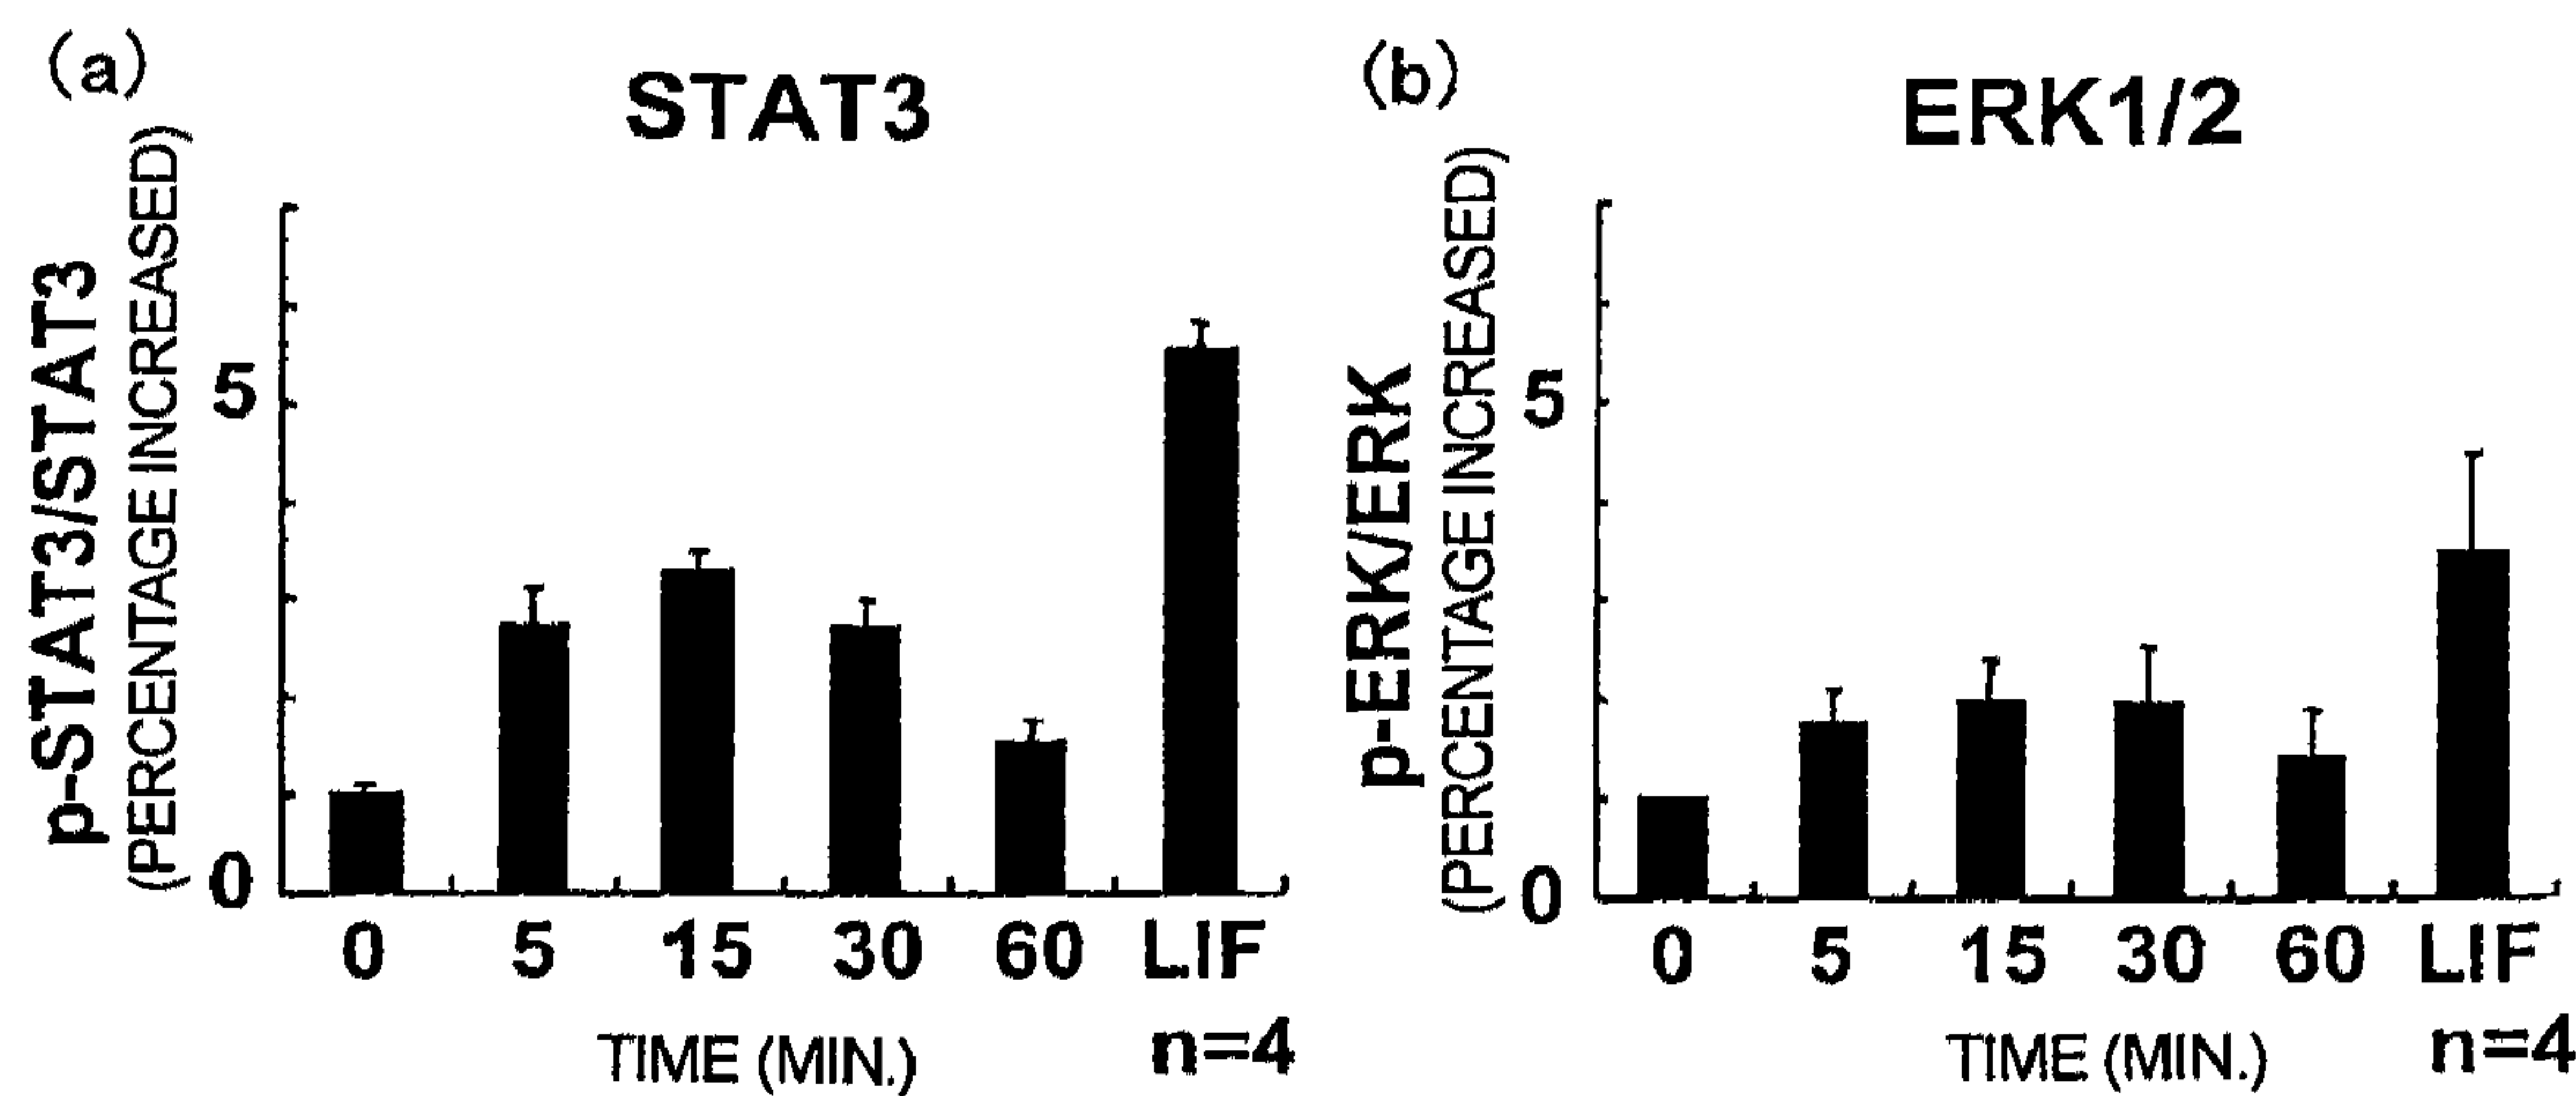 (a)
STAT3
p-STAT3/STAT3
(PERCENTAGE INCREASED)
5
0
0 5 15 30 60 LIF
TIME (MIN.)
n=4
(b)
ERK1/2
p-ERK/ERK
(PERCENTAGE INCREASED)
5
0
0 5 15 30 60 LIF
TIME (MIN.)
n=4